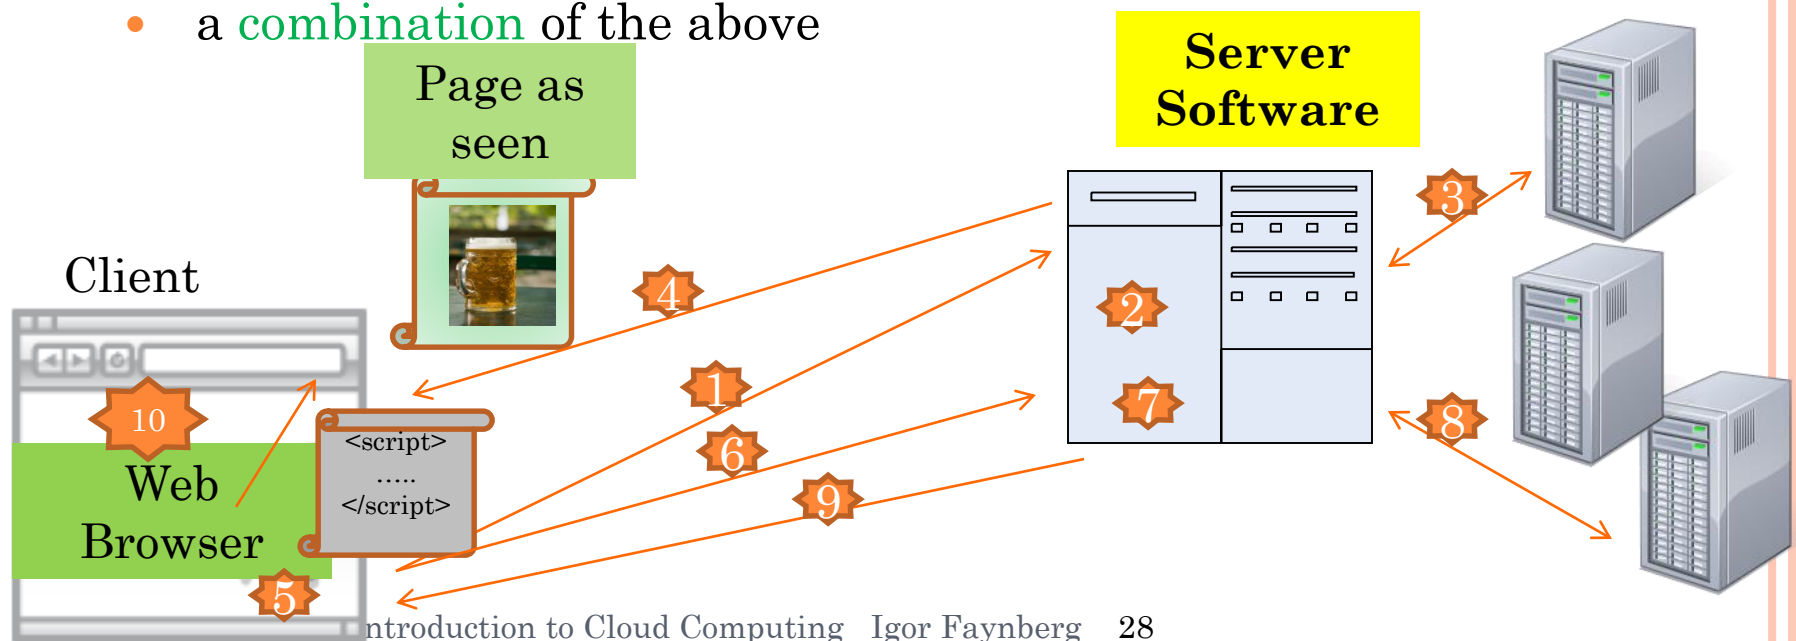 • a combination of the above
Page as
seen
Server
Software
3
Client
4
2
1
7
10
<script>
.....
</script>
6
8
Web
Browser
9
5
ntroduction to Cloud Computing Igor Faynberg 28